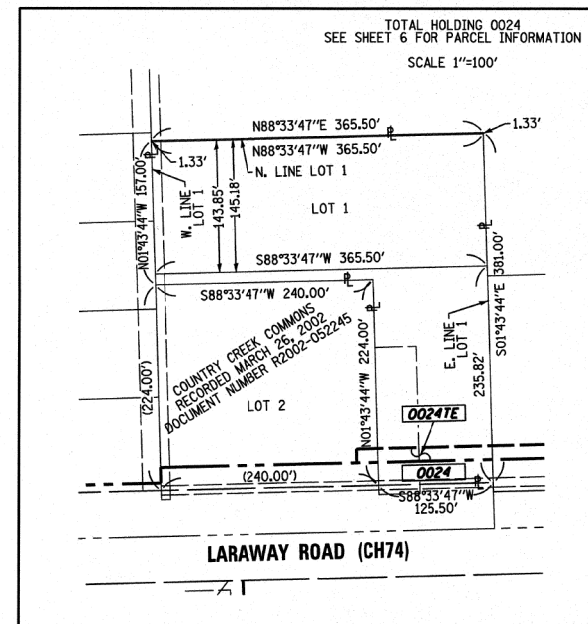 TOTAL HOLDING 0024
SEE SHEET 6 FOR PARCEL INFORMATION
SCALE 1"=100'
N88°33'47"E 365.50'
1.33'
N88°33'47"W 365.50'
1.33'
N. LINE LOT 1
N01°43'44"W 157.00'
W. LINE
LOT 1
143.85'
145.18'
LOT 1
S88°33'47"W 365.50'
S88°33'47"W 240.00'
S01°43'44"E 381.00'
E. LINE
LOT 1
235.82'
COUNTRY CREEK COMMONS
RECORDED MARCH 26, 2002
DOCUMENT NUMBER R2002-052245
N01°43'44"W 224.00'
(224.00')
LOT 2
0024TE
(240.00')
0024
S88°33'47"W
125.50'
LARAWAY ROAD (CH74)